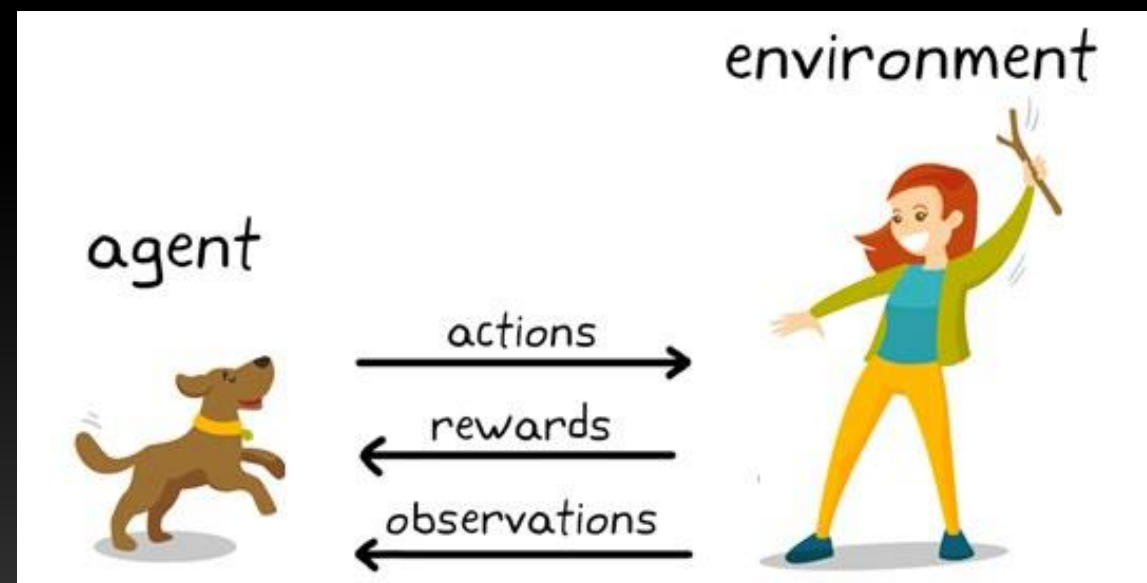 environment
agent
actions
rewards
observations